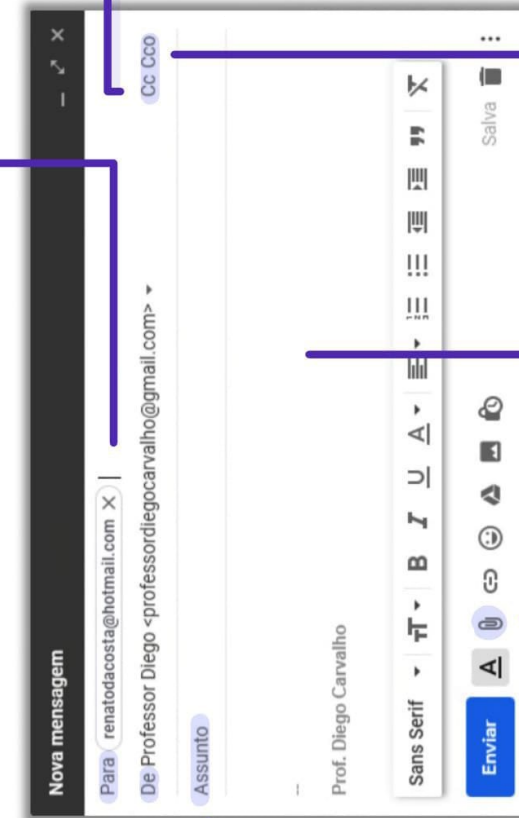 Nova mensagem
Para renatodacosta@hotmail.com
De Professor Diego <professordiegocarvalho@gmail.com>
Cc Cco
Assunto
--
Prof. Diego Carvalho
Sans Serif B I U A
Enviar A Salva